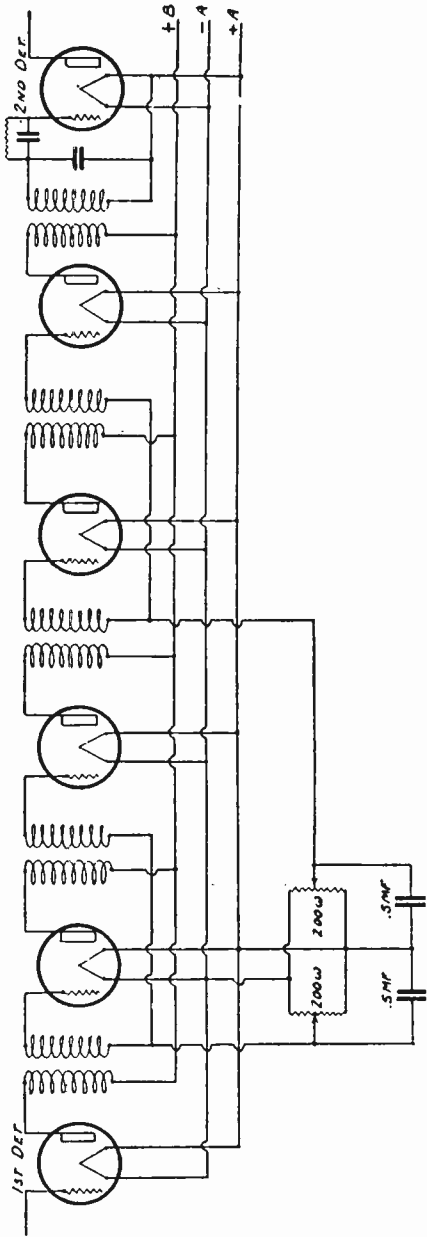 1ST DET
2ND DET.
+B
-A
+A
200ω
200ω
.5MF
.5MF